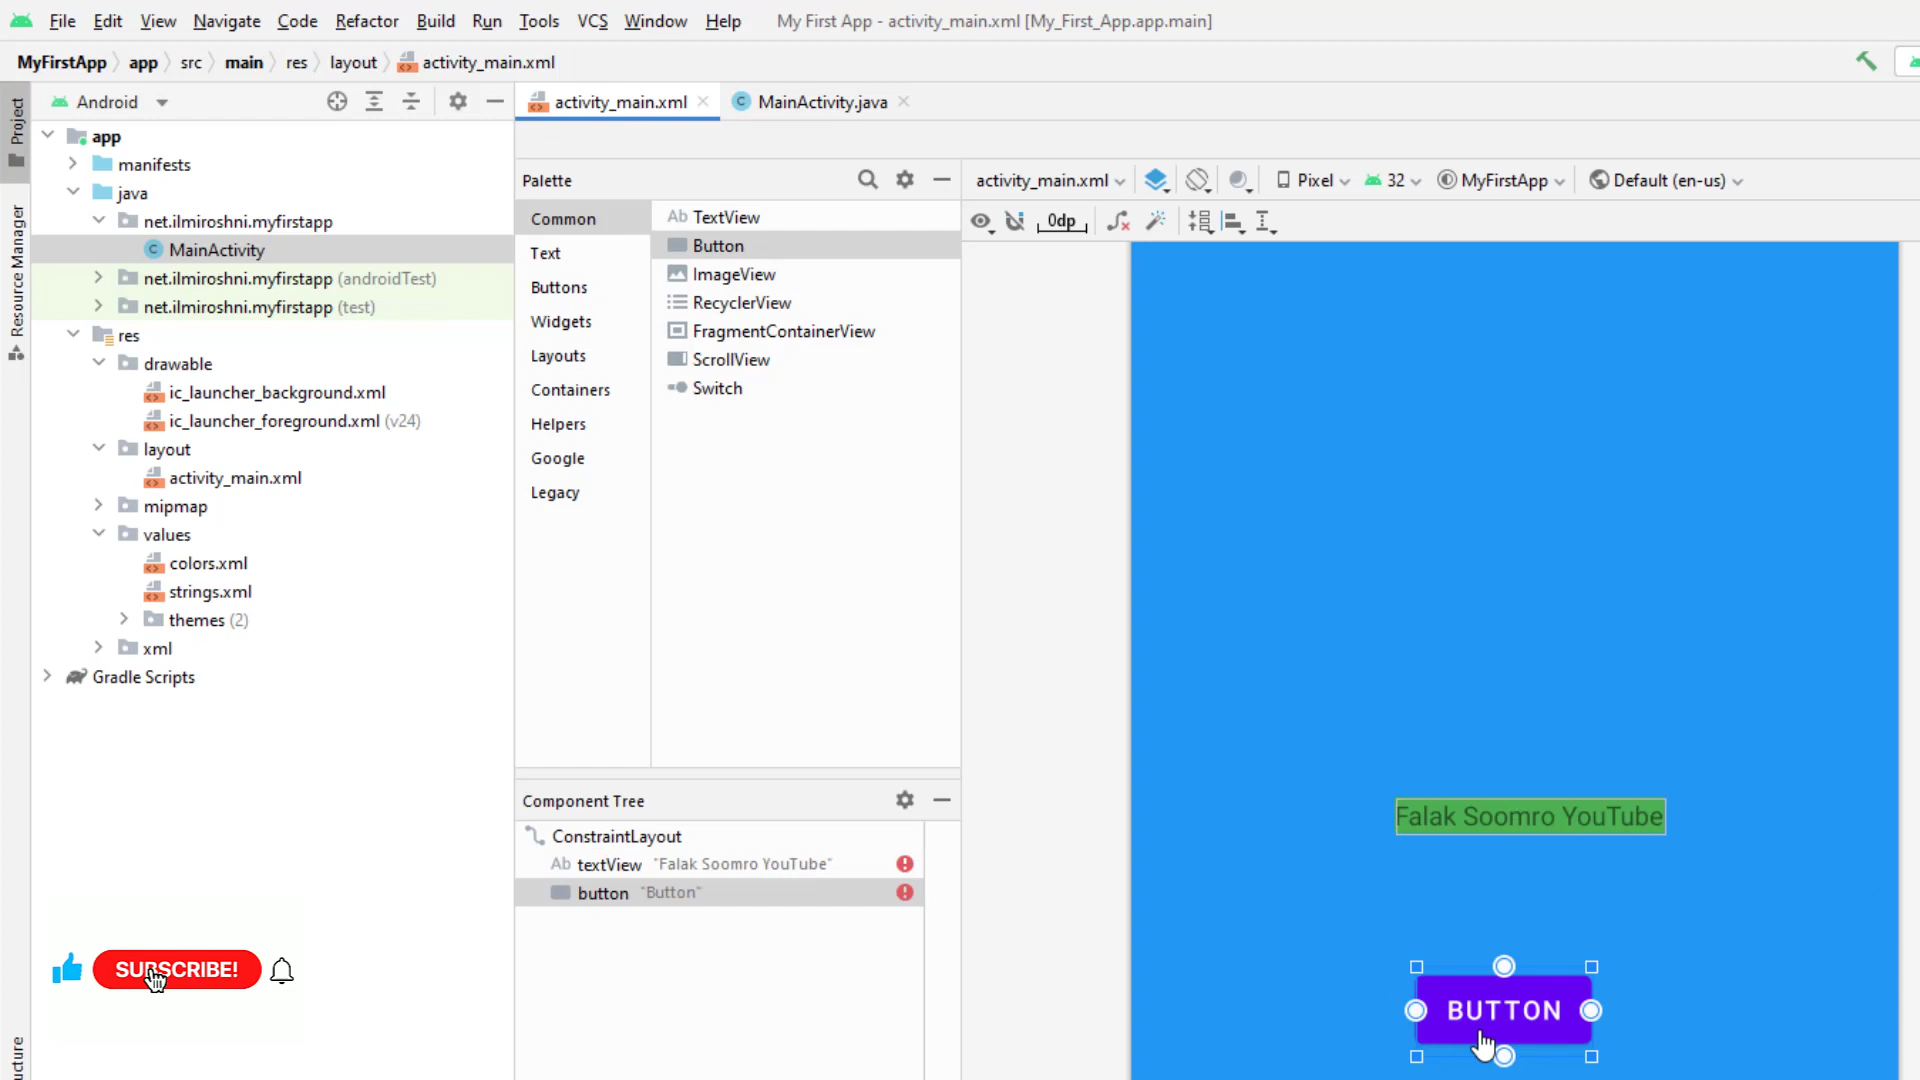 File Edit View Navigate Code Refactor Build Run Tools VCS Window Help My First App - activity_main.xml [My_First_App.app.main]
MyFirstApp app src main res layout activity_main.xml
Android activity_main.xml MainActivity.java
Project
Resource Manager
ucture
app
manifests
java
net.ilmiroshni.myfirstapp
MainActivity
net.ilmiroshni.myfirstapp (androidTest)
net.ilmiroshni.myfirstapp (test)
res
drawable
ic_launcher_background.xml
ic_launcher_foreground.xml (v24)
layout
activity_main.xml
mipmap
values
colors.xml
strings.xml
themes (2)
xml
Gradle Scripts
SUBSCRIBE!
Palette
Common
Text
Buttons
Widgets
Layouts
Containers
Helpers
Google
Legacy
Ab TextView
Button
ImageView
RecyclerView
FragmentContainerView
ScrollView
Switch
Component Tree
ConstraintLayout
Ab textView "Falak Soomro YouTube"
button "Button"
activity_main.xml Pixel 32 MyFirstApp Default (en-us)
0dp
Falak Soomro YouTube
BUTTON